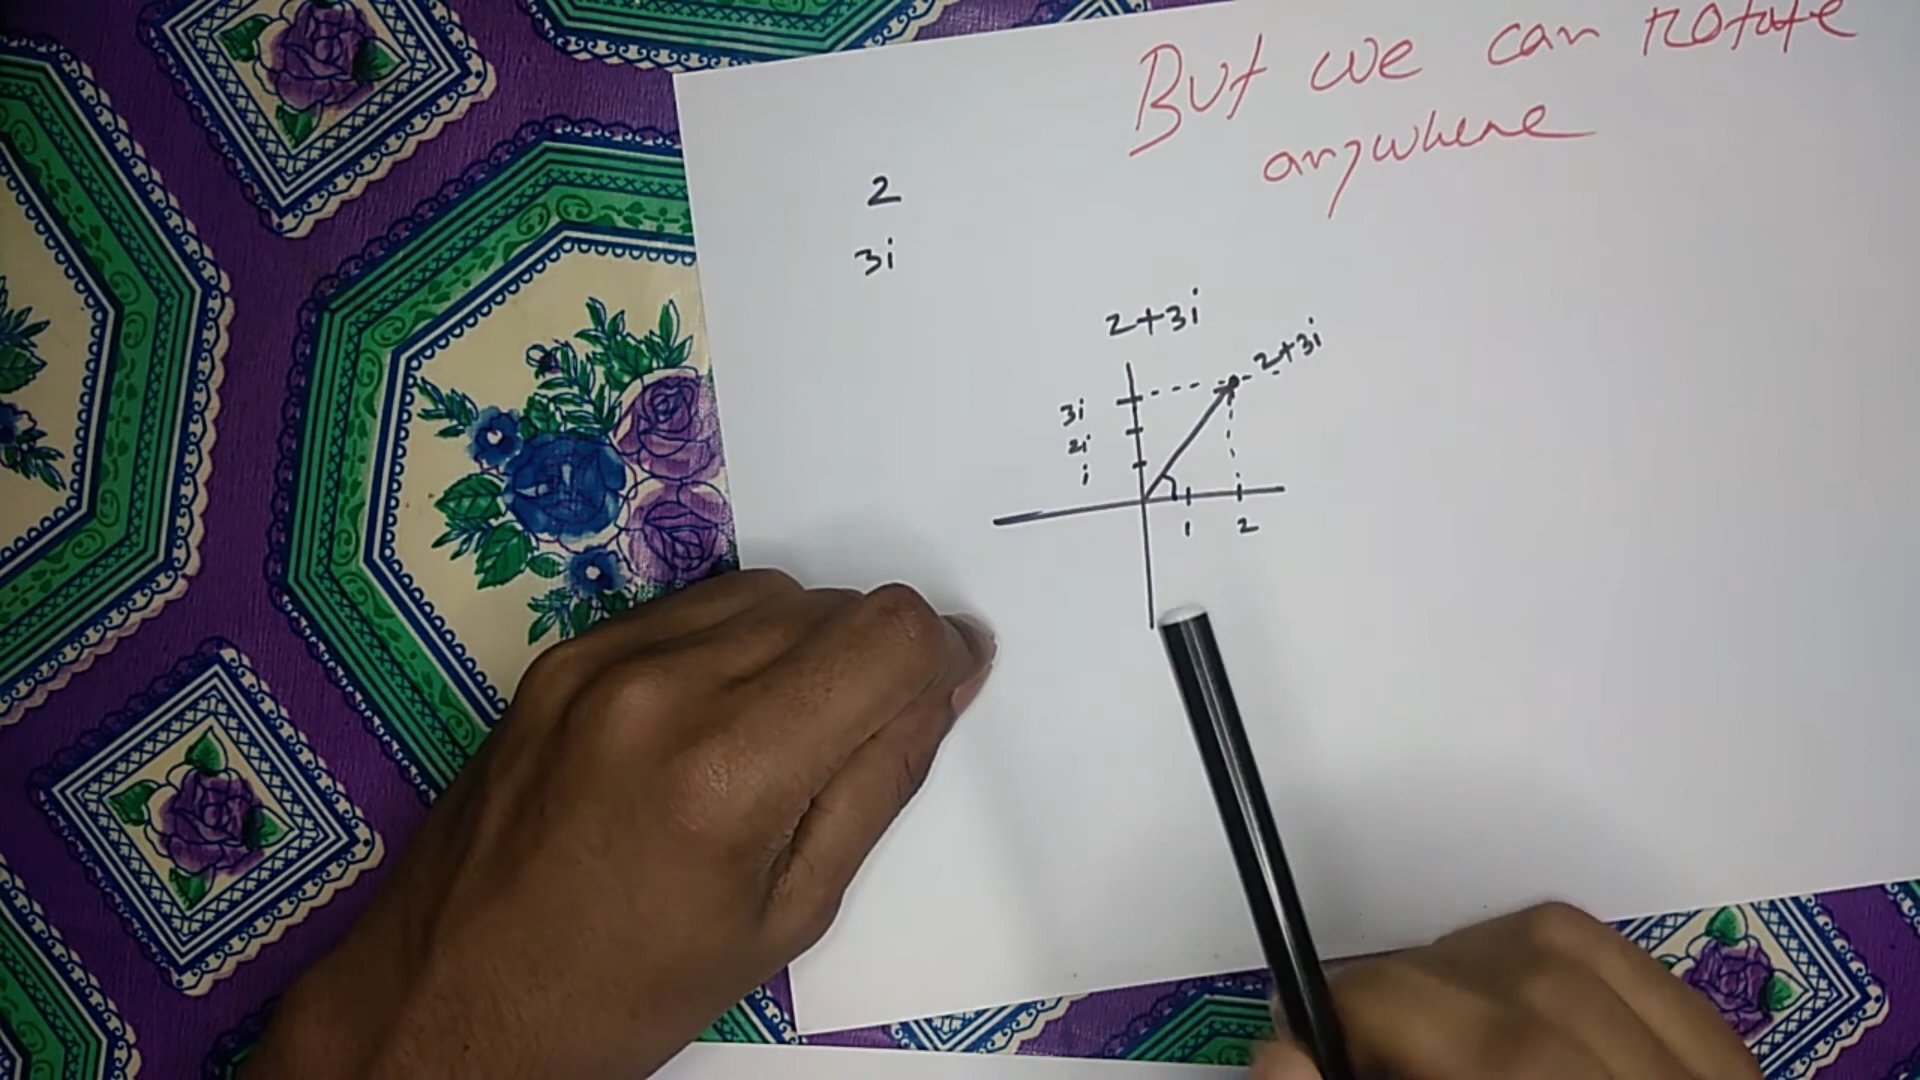 But we can rotate
anywhere
2
3i
2+3i
2+3i
3i
2i
i
1
2